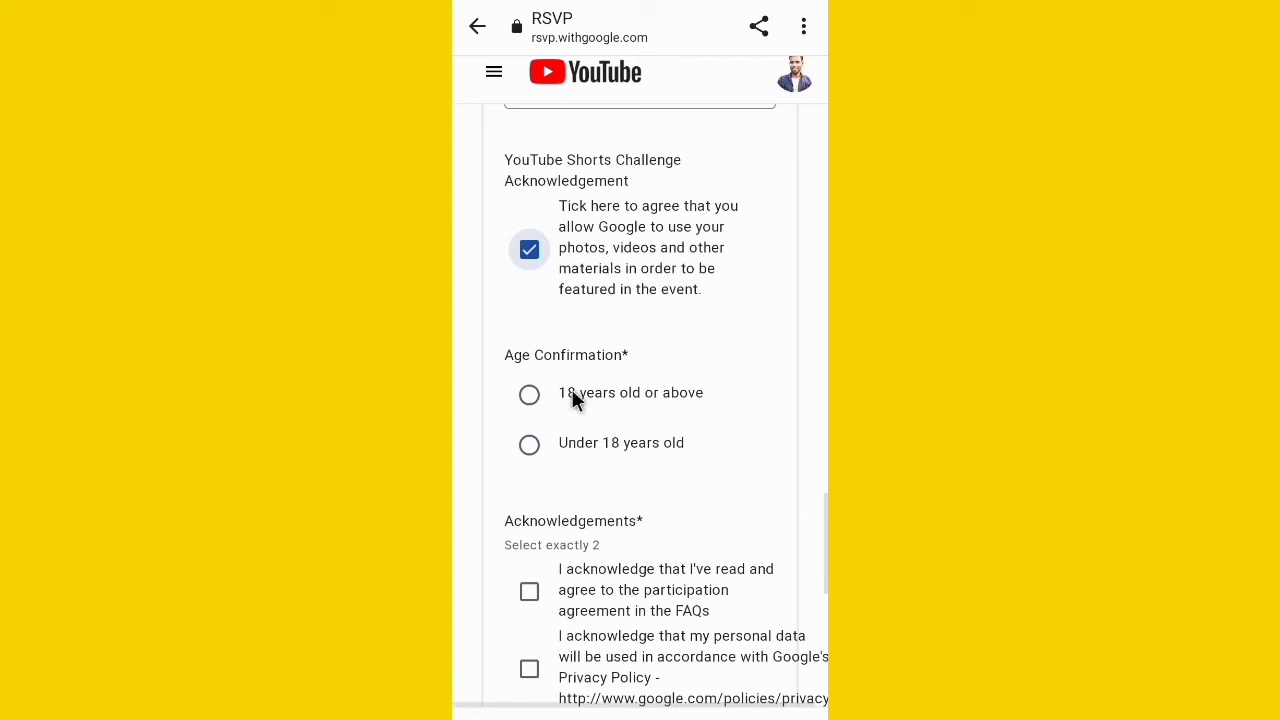 RSVP
rsvp.withgoogle.com
YouTube
YouTube Shorts Challenge
Acknowledgement
Tick here to agree that you
allow Google to use your
photos, videos and other
materials in order to be
featured in the event.
Age Confirmation*
18 years old or above
Under 18 years old
Acknowledgements*
Select exactly 2
I acknowledge that I've read and
agree to the participation
agreement in the FAQs
I acknowledge that my personal data
will be used in accordance with Google's
Privacy Policy -
http://www.google.com/policies/privacy